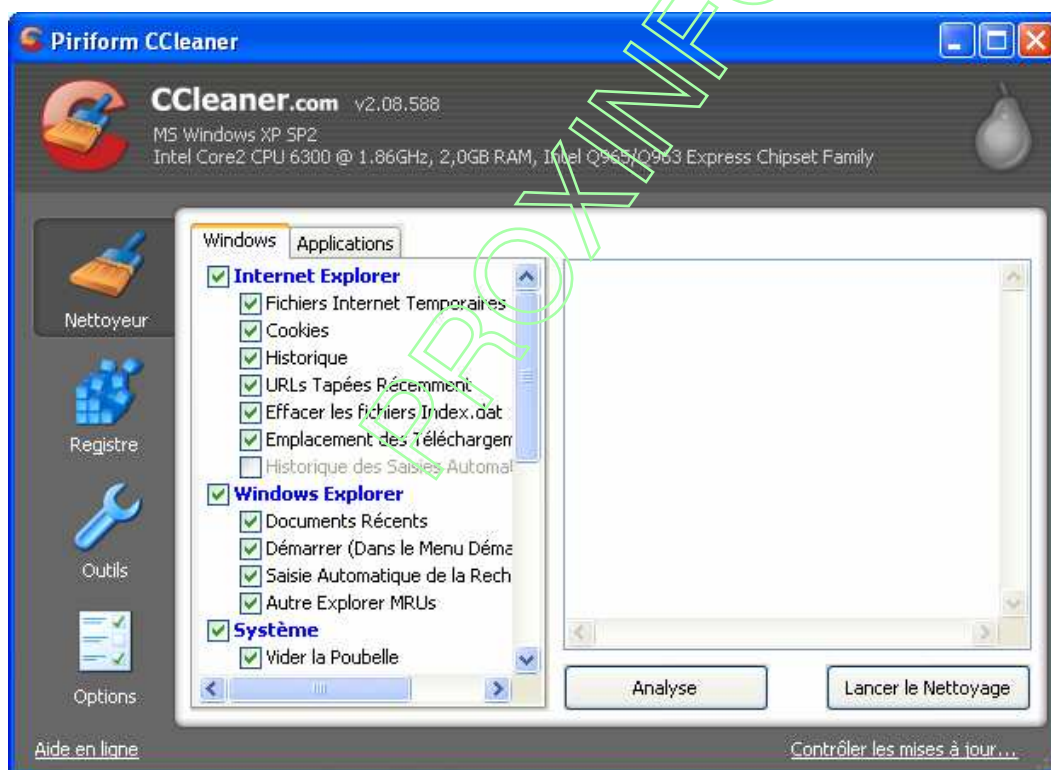 Piriform CCleaner
CCleaner.com v2.08.588
MS Windows XP SP2
Intel Core2 CPU 6300 @ 1.86GHz, 2,0GB RAM, Intel Q965/Q963 Express Chipset Family
Nettoyeur
Registre
Outils
Options
Windows Applications
Internet Explorer
Fichiers Internet Temporaires
Cookies
Historique
URLs Tapées Récemment
Effacer les fichiers Index.dat
Emplacement des Téléchargem
Historique des Saisies Automat
Windows Explorer
Documents Récents
Démarrer (Dans le Menu Déma
Saisie Automatique de la Rech
Autre Explorer MRUs
Système
Vider la Poubelle
Analyse
Lancer le Nettoyage
Aide en ligne
Contrôler les mises à jour...
PROXINFO